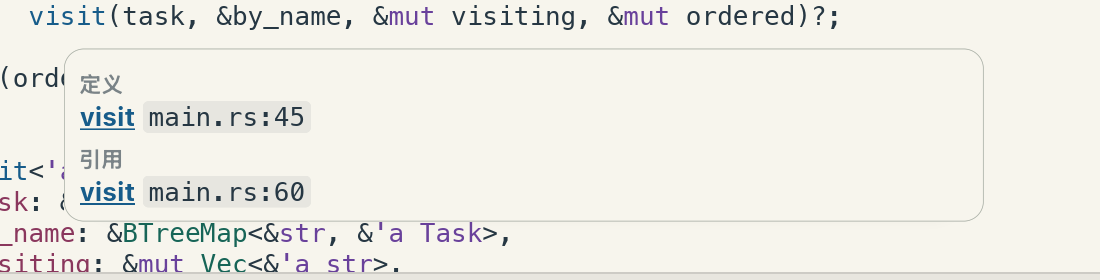 visit(task, &by_name, &mut visiting, &mut ordered)?;
(orde
定义
visit main.rs:45
引用
visit main.rs:60
it<'a
sk: &
_name: &BTreeMap<&str, &'a Task>,
siting: &mut Vec<&'a str>,